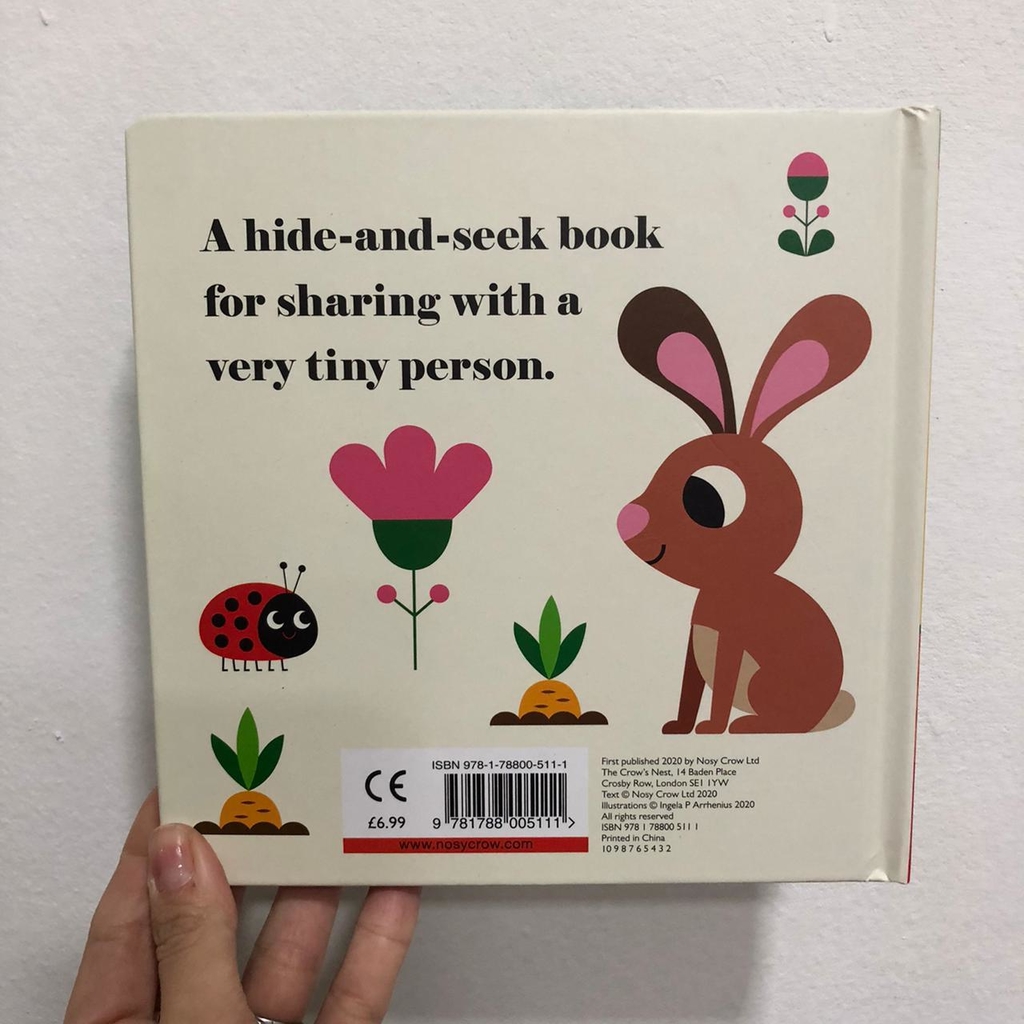 A hide-and-seek book
for sharing with a
very tiny person.
CE
£6.99
ISBN 978-1-78800-511-1
9 781788 005111 >
www.nosycrow.com
First published 2020 by Nosy Crow Ltd
The Crow's Nest, 14 Baden Place
Crosby Row, London SE1 1YW
Text © Nosy Crow Ltd 2020
Illustrations © Ingela P Arrhenius 2020
All rights reserved
ISBN 978 1 78800 511 1
Printed in China
10 9 8 7 6 5 4 3 2